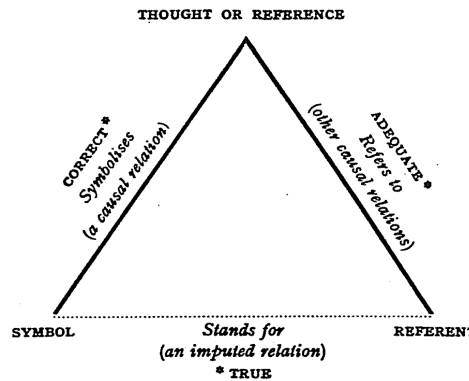 THOUGHT OR REFERENCE
CORRECT*
Symbolises
(a causal relation)
ADEQUATE*
Refers to
(other causal relations)
SYMBOL
Stands for
(an imputed relation)
* TRUE
REFERENT